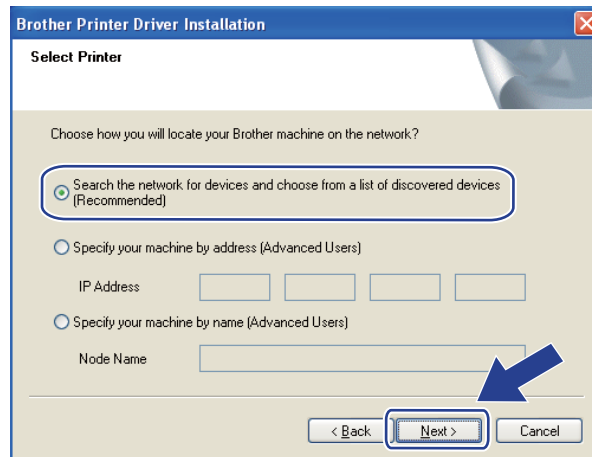 Brother Printer Driver Installation
Select Printer
Choose how you will locate your Brother machine on the network?
Search the network for devices and choose from a list of discovered devices
(Recommended)
Specify your machine by address (Advanced Users)
IP Address
Specify your machine by name (Advanced Users)
Node Name
< Back
Next >
Cancel